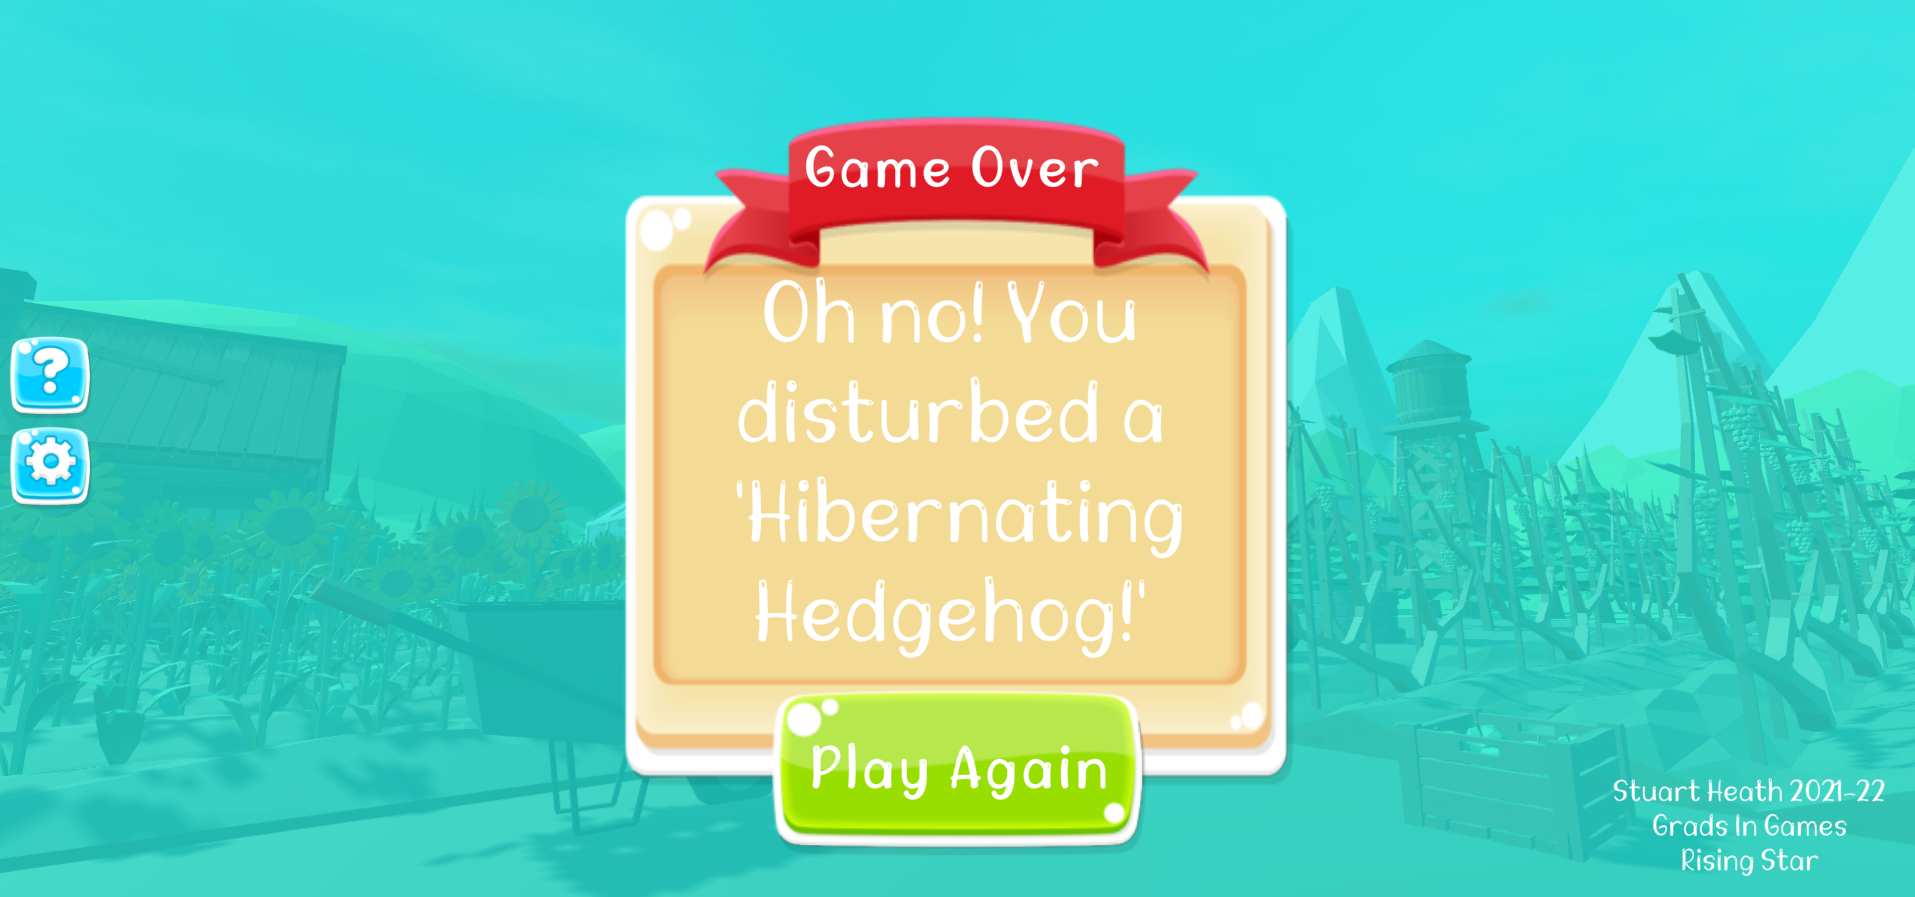 Game Over
Oh no! You
disturbed a
'Hibernating
Hedgehog!'
?
Play Again
Stuart Heath 2021-22
Grads In Games
Rising Star